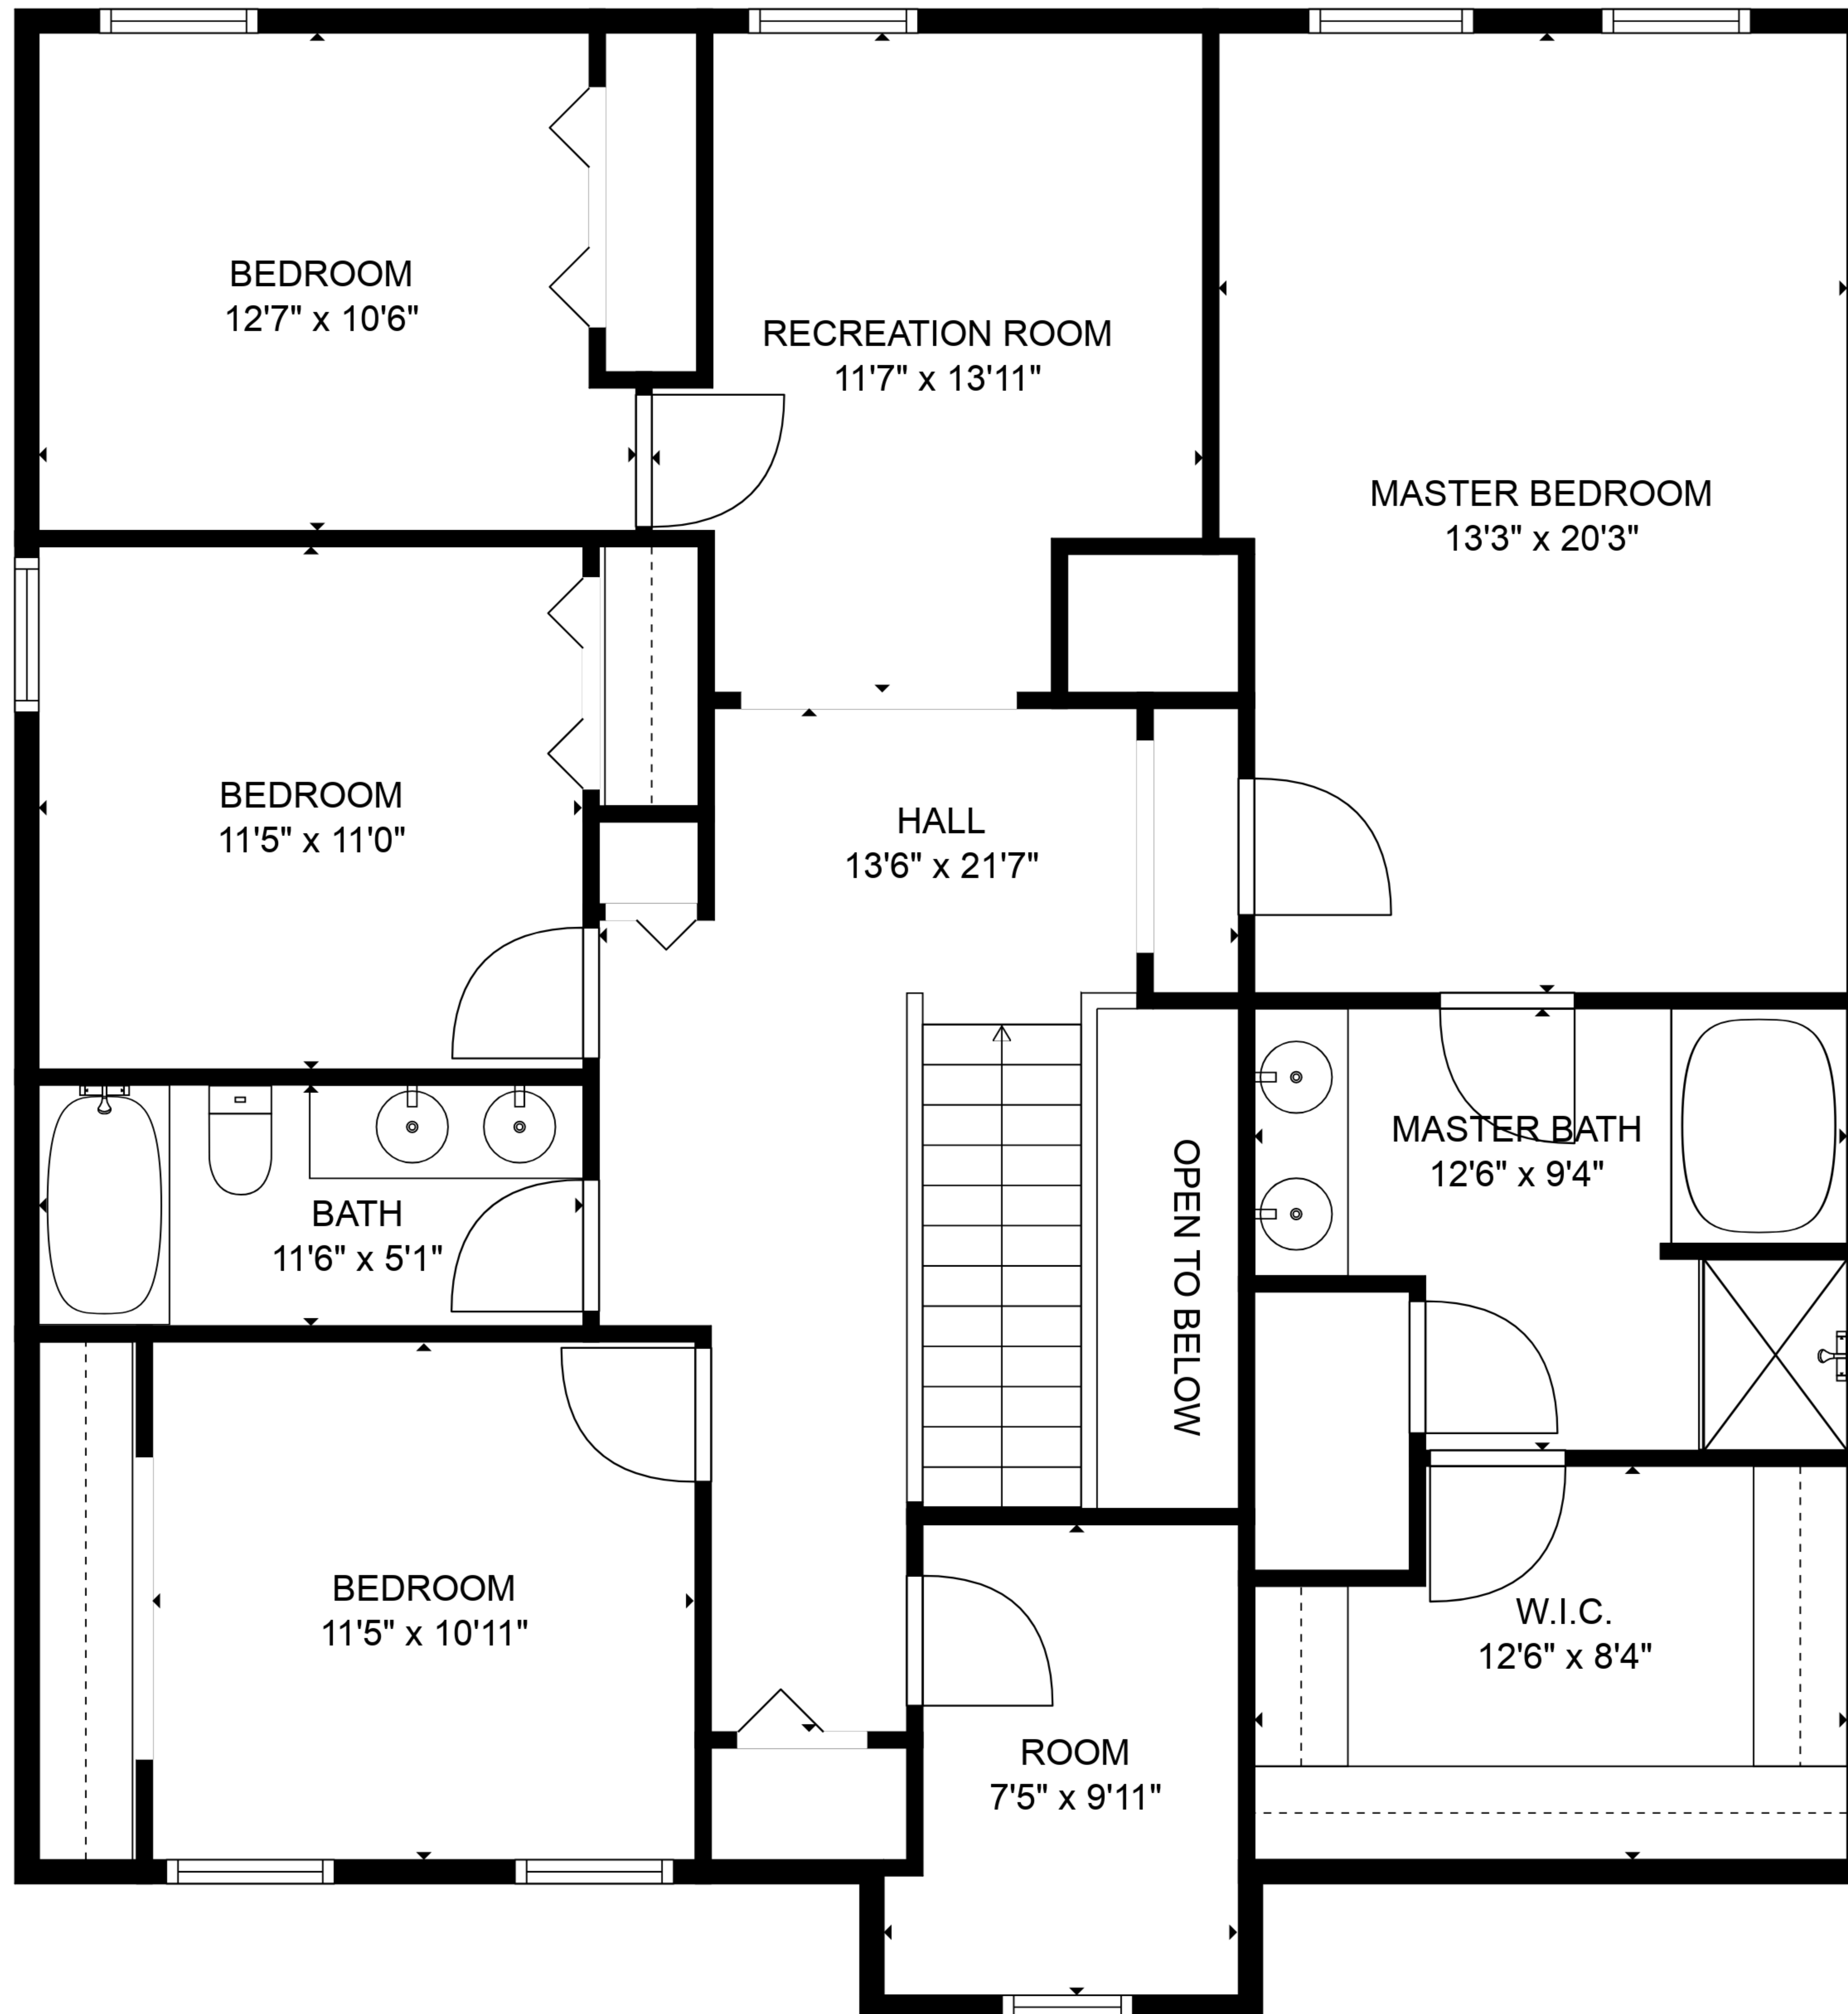 BEDROOM
12'7" x 10'6"
RECREATION ROOM
11'7" x 13'11"
MASTER BEDROOM
13'3" x 20'3"
BEDROOM
11'5" x 11'0"
HALL
13'6" x 21'7"
MASTER BATH
12'6" x 9'4"
OPEN TO BELOW
BATH
11'6" x 5'1"
BEDROOM
11'5" x 10'11"
W.I.C.
12'6" x 8'4"
ROOM
7'5" x 9'11"